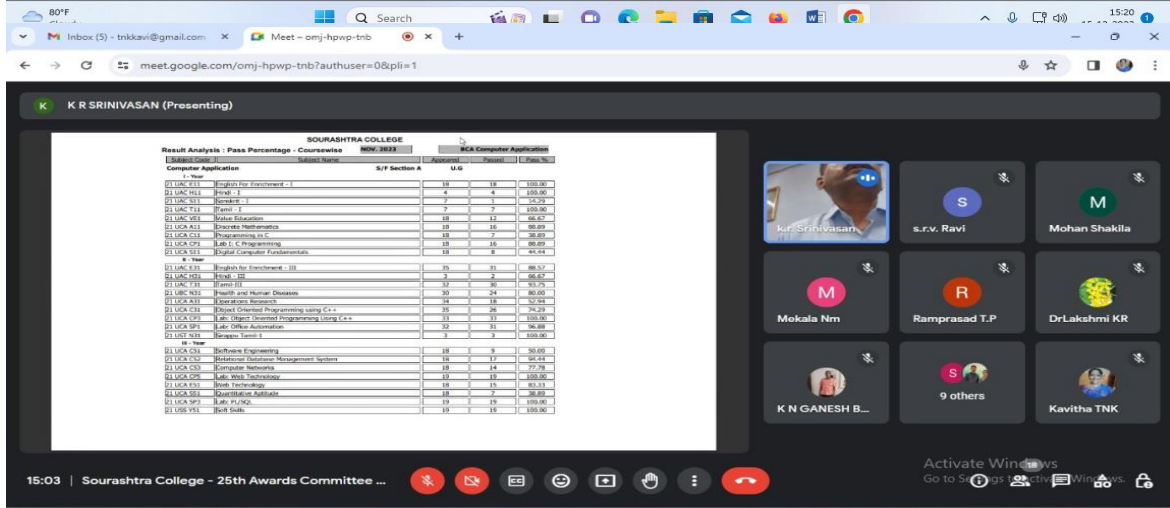 80°F
Cloudy
Search
15:20
Inbox (5) - tnkkavi@gmail.com
Meet – omj-hpwp-tnb
meet.google.com/omj-hpwp-tnb?authuser=0&pli=1
K K R SRINIVASAN (Presenting)
SOURASHTRA COLLEGE
Result Analysis : Pass Percentage - Coursewise NOV. 2023 BCA Computer Application
Subject Code Subject Name Appeared Passed Pass %
Computer Application S/F Section A U.G
I - Year
21 UAC E11 English For Enrichment - I 18 18 100.00
21 UAC H11 Hindi - I 4 4 100.00
21 UAC S11 Sanskrit - I 7 1 14.29
21 UAC T11 Tamil - I 7 7 100.00
21 UAC VE1 Value Education 18 12 66.67
21 UCA A11 Discrete Mathematics 18 16 88.89
21 UCA C11 Programming in C 18 7 38.89
21 UCA CP1 Lab I: C Programming 18 16 88.89
21 UCA S11 Digital Computer Fundamentals 18 8 44.44
II - Year
21 UAC E31 English for Enrichment - III 35 31 88.57
21 UAC H31 Hindi - III 3 2 66.67
21 UAC T31 Tamil-III 32 30 93.75
21 UBC N31 Health and Human Diseases 30 24 80.00
21 UCA A31 Operations Research 34 18 52.94
21 UCA C31 Object Oriented Programming using C++ 35 26 74.29
21 UCA CP3 Lab: Object Oriented Programming Using C++ 33 33 100.00
21 UCA SP1 Lab: Office Automation 32 31 96.88
21 UST N31 Sirappu Tamil-I 3 3 100.00
III - Year
21 UCA C51 Software Engineering 18 9 50.00
21 UCA C52 Relational Database Management System 18 17 94.44
21 UCA C53 Computer Networks 18 14 77.78
21 UCA CP5 Lab: Web Technology 19 19 100.00
21 UCA E51 Web Technology 18 15 83.33
21 UCA S51 Quantitative Aptitude 18 7 38.89
21 UCA SP3 Lab: PL/SQL 19 19 100.00
21 USS Y51 Soft Skills 19 19 100.00
k.r. Srinivasan
S
s.r.v. Ravi
M
Mohan Shakila
M
Mekala Nm
R
Ramprasad T.P
DrLakshmi KR
K N GANESH B...
S
9 others
Kavitha TNK
15:03 | Sourashtra College - 25th Awards Committee ...
18
Activate Windows
Go to Settings to activate Windows.